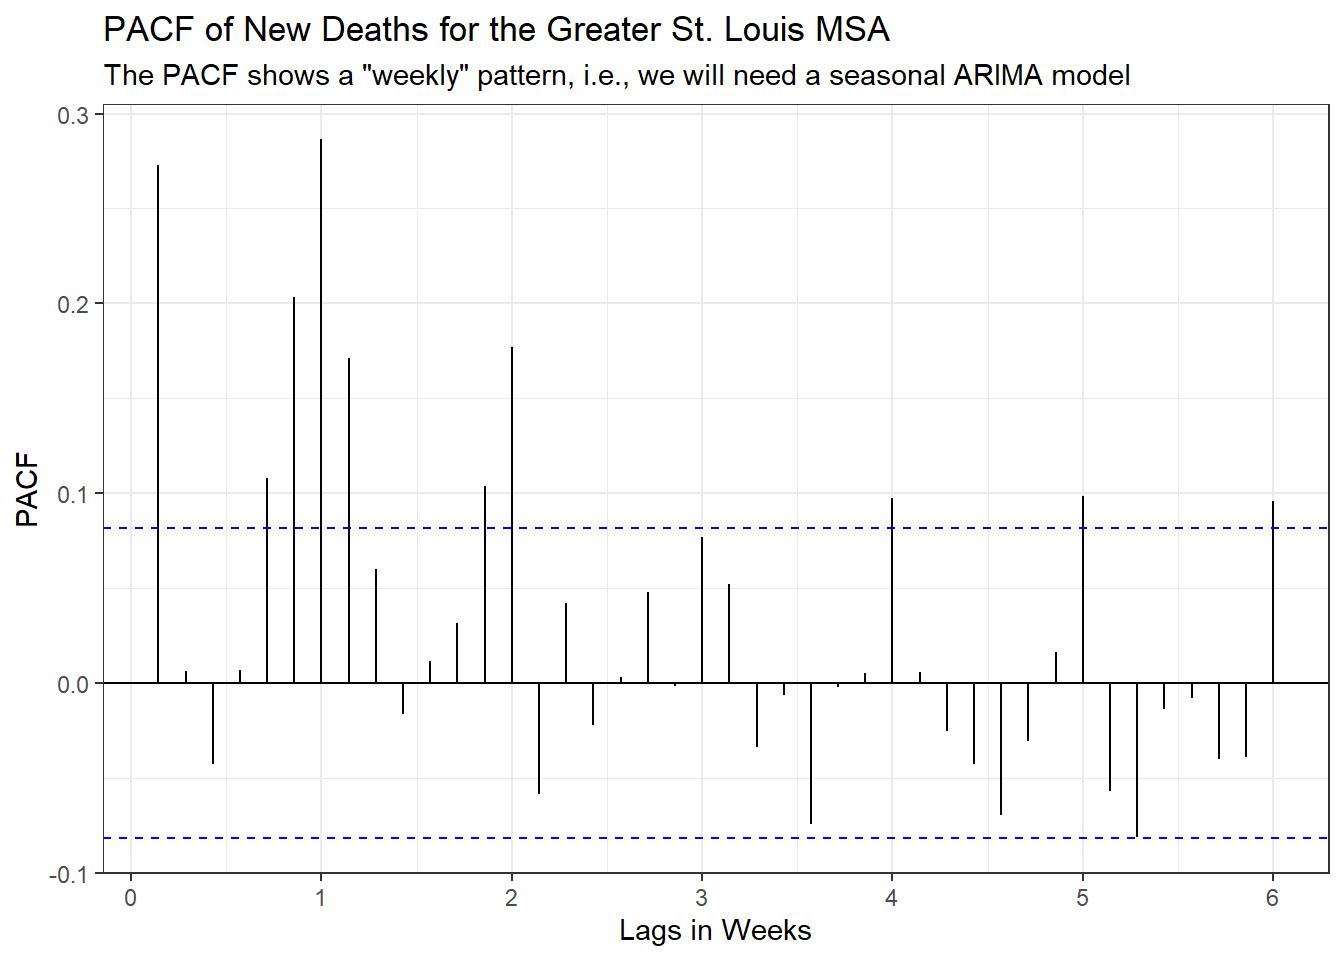 PACF of New Deaths for the Greater St. Louis MSA
The PACF shows a "weekly" pattern, i.e., we will need a seasonal ARIMA model
0.3
0.2
0.1
0.0
-0.1
PACF
0 1 2 3 4 5 6
Lags in Weeks